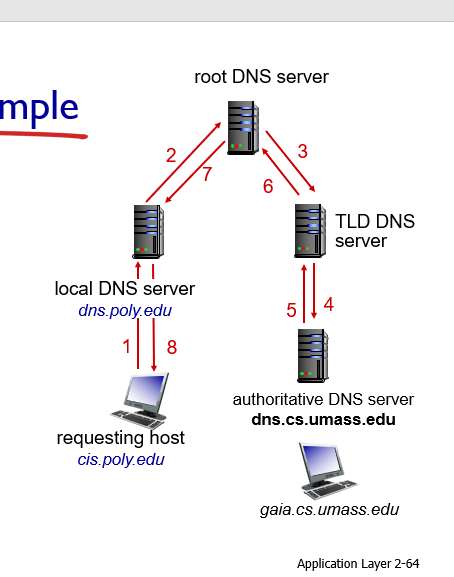 mple
root DNS server
2
3
7
6
TLD DNS
server
local DNS server
dns.poly.edu
5
4
1
8
authoritative DNS server
dns.cs.umass.edu
requesting host
cis.poly.edu
gaia.cs.umass.edu
Application Layer 2-64